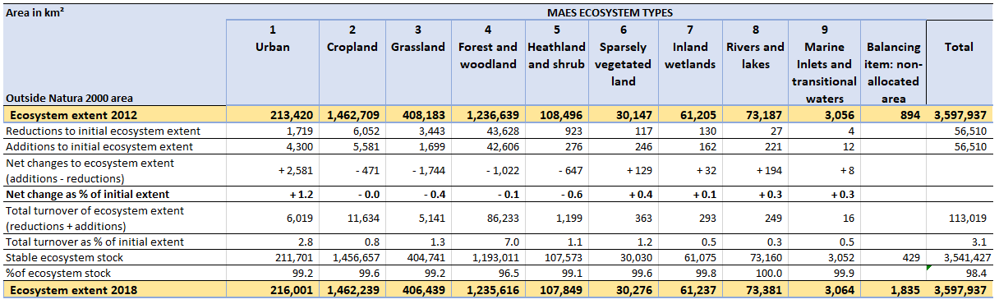 Area in km² MAES ECOSYSTEM TYPES
1 2 3 4 5 6 7 8 9
Urban Cropland Grassland Forest and Heathland Sparsely Inland Rivers and Marine Balancing Total
woodland and shrub vegetated wetlands lakes Inlets and item: non-
land transitional allocated
Outside Natura 2000 area waters area
Ecosystem extent 2012 213,420 1,462,709 408,183 1,236,639 108,496 30,147 61,205 73,187 3,056 894 3,597,937
Reductions to initial ecosystem extent 1,719 6,052 3,443 43,628 923 117 130 27 4 56,510
Additions to initial ecosystem extent 4,300 5,581 1,699 42,606 276 246 162 221 12 56,510
Net changes to ecosystem extent
(additions - reductions) + 2,581 - 471 - 1,744 - 1,022 - 647 + 129 + 32 + 194 + 8
Net change as % of initial extent + 1.2 - 0.0 - 0.4 - 0.1 - 0.6 + 0.4 + 0.1 + 0.3 + 0.3
Total turnover of ecosystem extent
(reductions + additions) 6,019 11,634 5,141 86,233 1,199 363 293 249 16 113,019
Total turnover as % of initial extent 2.8 0.8 1.3 7.0 1.1 1.2 0.5 0.3 0.5 3.1
Stable ecosystem stock 211,701 1,456,657 404,741 1,193,011 107,573 30,030 61,075 73,160 3,052 429 3,541,427
%of ecosystem stock 99.2 99.6 99.2 96.5 99.1 99.6 99.8 100.0 99.9 98.4
Ecosystem extent 2018 216,001 1,462,239 406,439 1,235,616 107,849 30,276 61,237 73,381 3,064 1,835 3,597,937